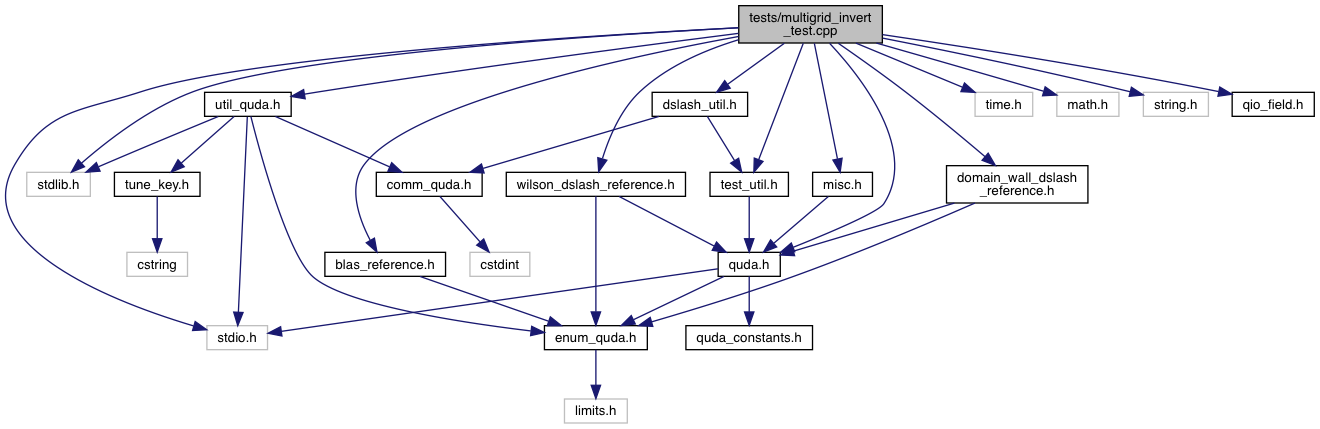 tests/multigrid_invert
_test.cpp
util_quda.h
dslash_util.h
time.h
math.h
string.h
qio_field.h
stdlib.h
tune_key.h
comm_quda.h
wilson_dslash_reference.h
test_util.h
misc.h
domain_wall_dslash
_reference.h
cstring
blas_reference.h
cstdint
quda.h
stdio.h
enum_quda.h
quda_constants.h
limits.h